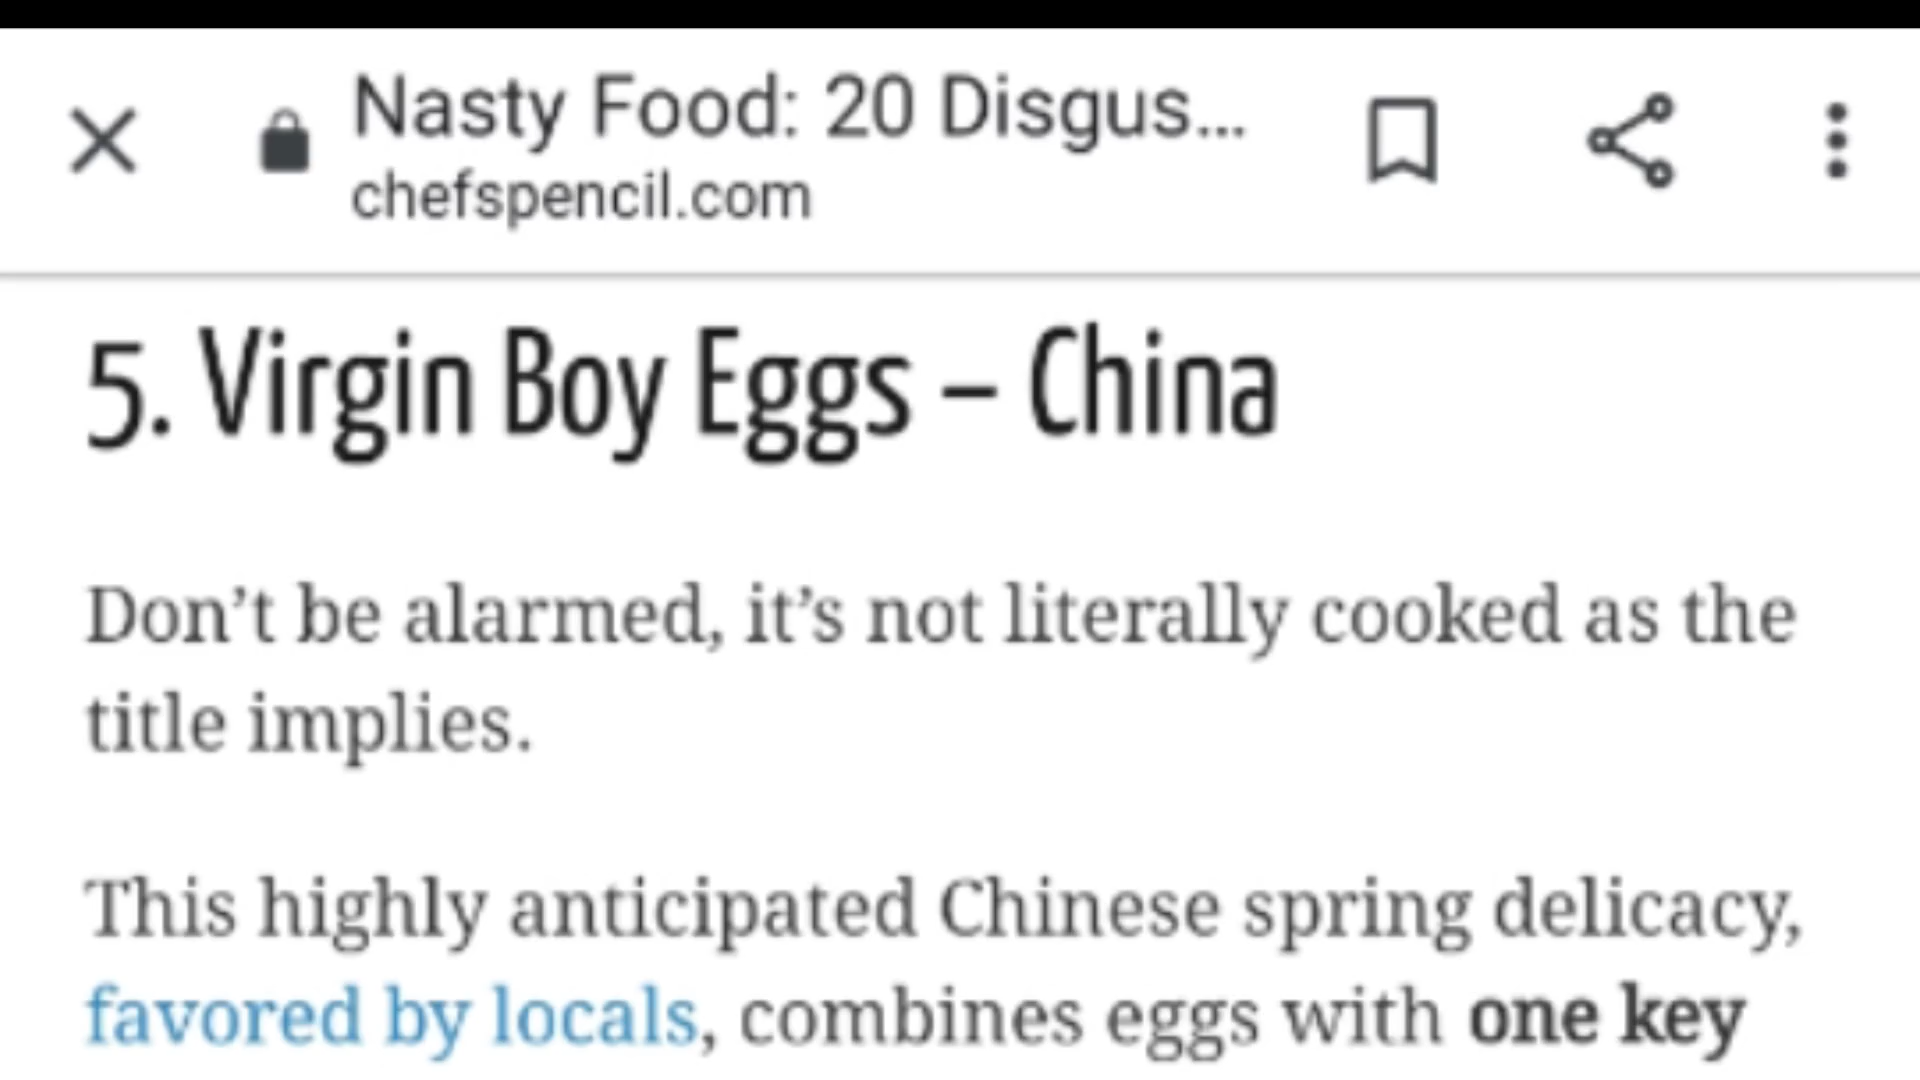 Nasty Food: 20 Disgus...
chefspencil.com
5. Virgin Boy Eggs – China
Don’t be alarmed, it’s not literally cooked as the
title implies.
This highly anticipated Chinese spring delicacy,
favored by locals, combines eggs with one key